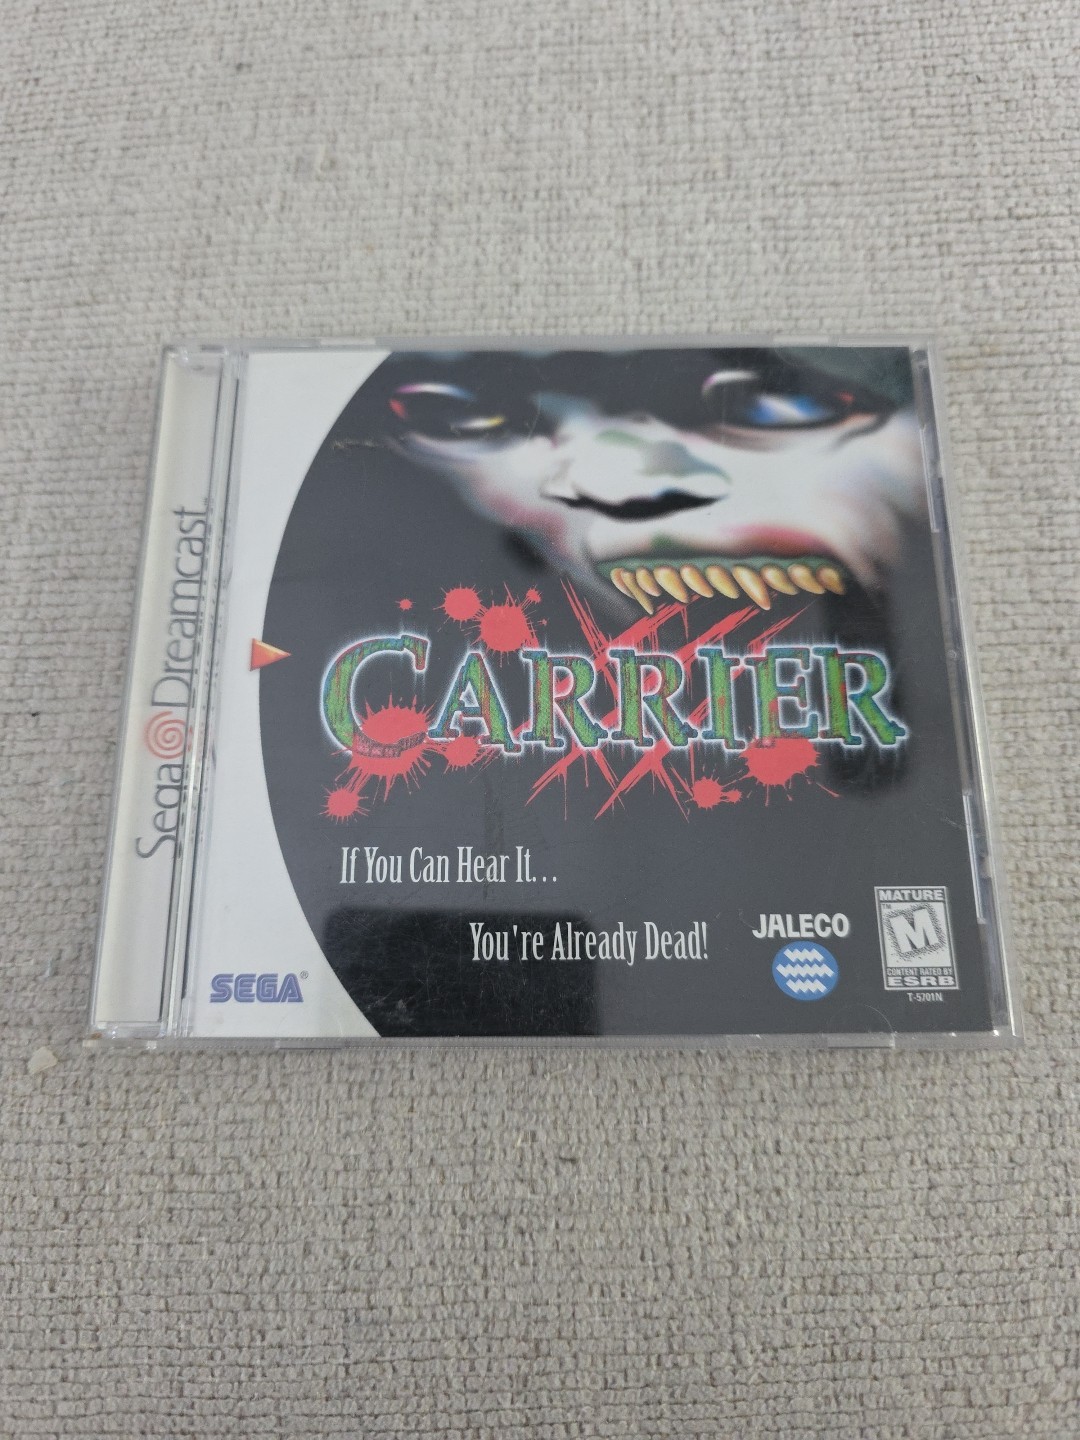 Sega Dreamcast
CARRIER
If You Can Hear It...
You're Already Dead!
SEGA®
JALECO
MATURE
TM
M
CONTENT RATED BY
ESRB
T-5701N